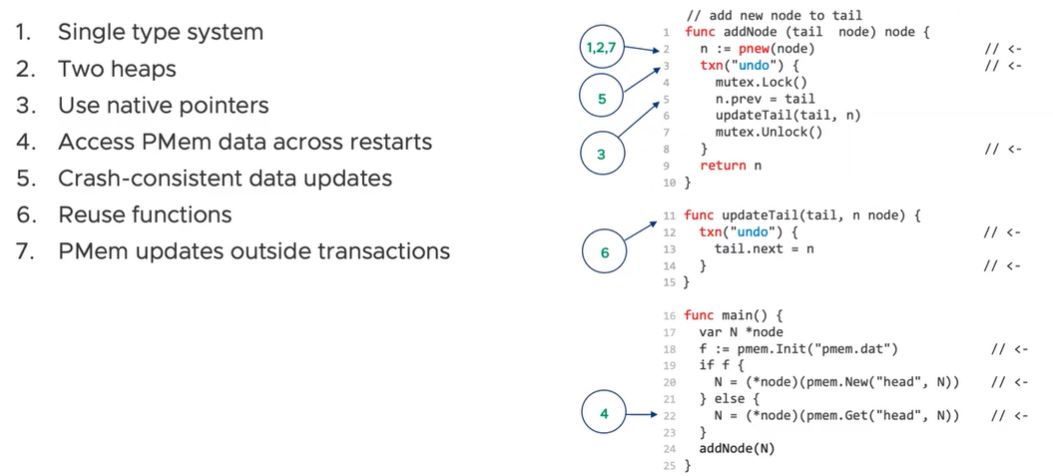 1. Single type system
2. Two heaps
3. Use native pointers
4. Access PMem data across restarts
5. Crash-consistent data updates
6. Reuse functions
7. PMem updates outside transactions
1,2,7
5
3
6
4
// add new node to tail
1 func addNode (tail node) node {
2 n := pnew(node) // <-
3 txn("undo") { // <-
4 mutex.Lock()
5 n.prev = tail
6 updateTail(tail, n)
7 mutex.Unlock()
8 } // <-
9 return n
10 }
11 func updateTail(tail, n node) {
12 txn("undo") { // <-
13 tail.next = n
14 } // <-
15 }
16 func main() {
17 var N *node
18 f := pmem.Init("pmem.dat") // <-
19 if f {
20 N = (*node)(pmem.New("head", N)) // <-
21 } else {
22 N = (*node)(pmem.Get("head", N)) // <-
23 }
24 addNode(N)
25 }